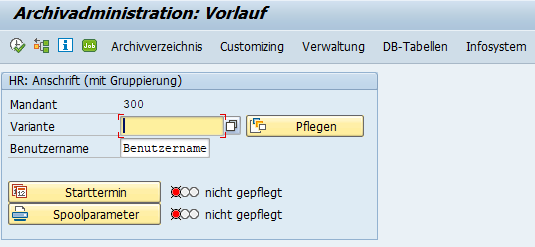 Archivadministration: Vorlauf
Job Archivverzeichnis Customizing Verwaltung DB-Tabellen Infosystem
HR: Anschrift (mit Gruppierung)
Mandant 300
Variante Pflegen
Benutzername Benutzername
12 Starttermin nicht gepflegt
Spoolparameter nicht gepflegt